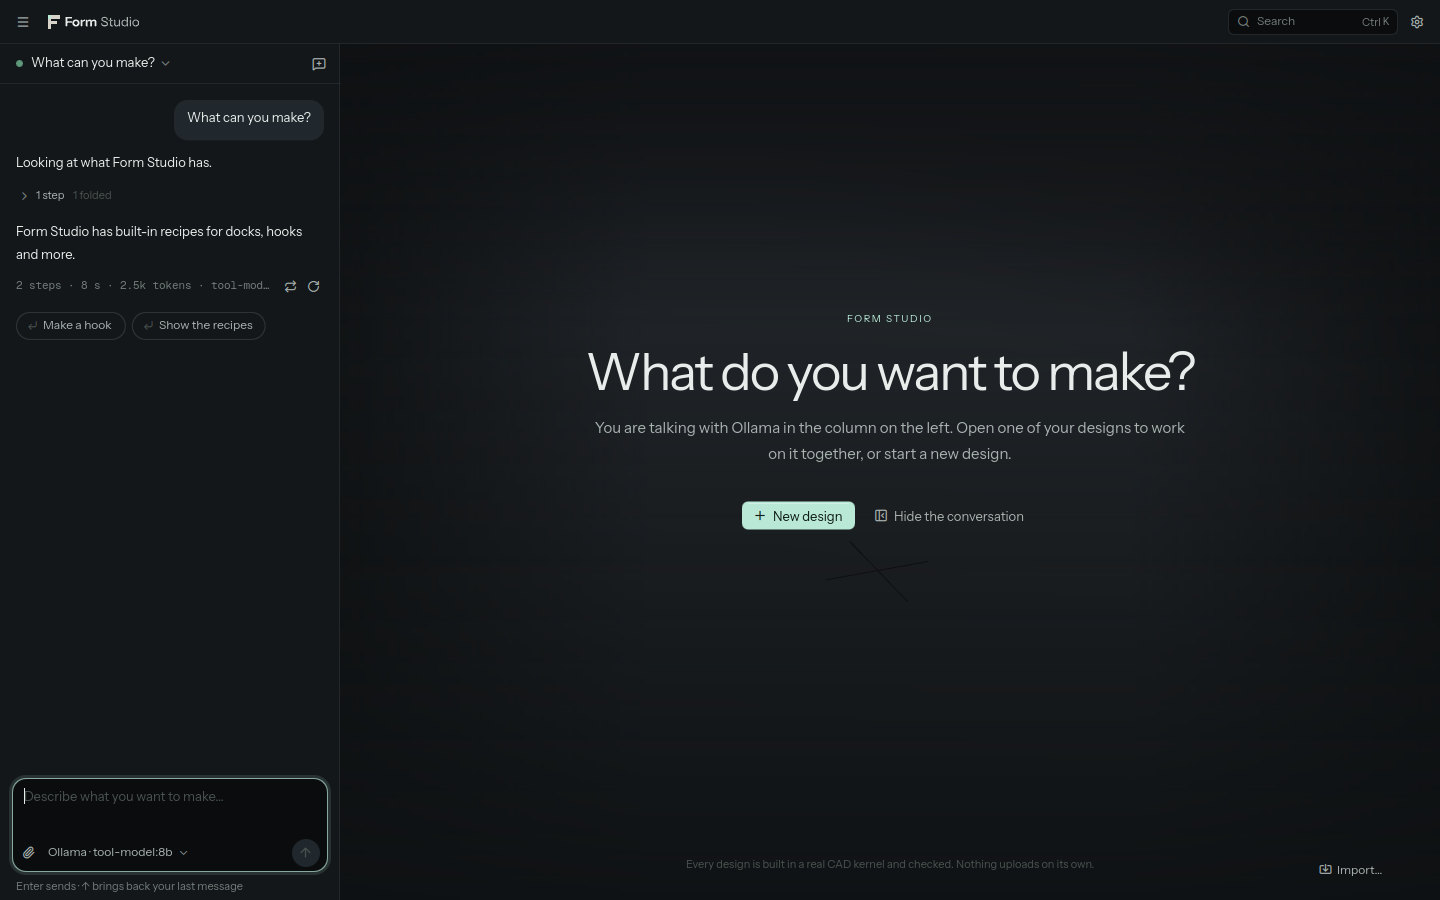 Form Studio
Search
Ctrl K
What can you make?
What can you make?
Looking at what Form Studio has.
1 step 1 folded
Form Studio has built-in recipes for docks, hooks
and more.
2 steps · 8 s · 2.5k tokens · tool-mod…
Make a hook
Show the recipes
Describe what you want to make…
Ollama · tool-model:8b
Enter sends · ↑ brings back your last message
FORM STUDIO
What do you want to make?
You are talking with Ollama in the column on the left. Open one of your designs to work
on it together, or start a new design.
New design
Hide the conversation
Every design is built in a real CAD kernel and checked. Nothing uploads on its own.
Import…